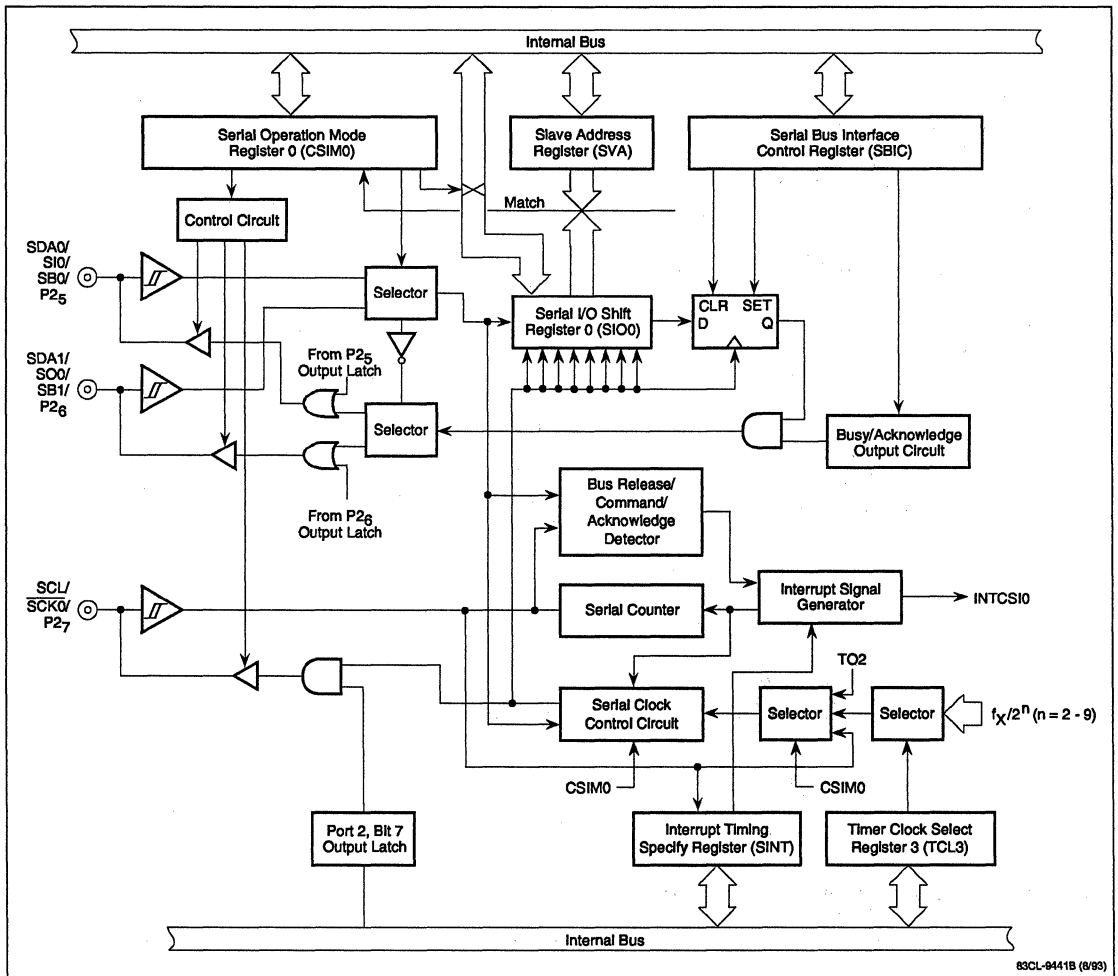 Internal Bus
Serial Operation Mode
Register 0 (CSIM0)
Slave Address
Register (SVA)
Serial Bus Interface
Control Register (SBIC)
Match
Control Circuit
SDA0/
SI0/
SB0/
P25
Selector
Serial I/O Shift
Register 0 (SIO0)
CLR SET
D Q
SDA1/
SO0/
SB1/
P26
From P25
Output Latch
Selector
Busy/Acknowledge
Output Circuit
From P26
Output Latch
Bus Release/
Command/
Acknowledge
Detector
SCL/
SCK0/
P27
Serial Counter
Interrupt Signal
Generator
INTCSI0
TO2
Serial Clock
Control Circuit
Selector
Selector
fX/2n (n = 2 - 9)
CSIM0
CSIM0
Port 2, Bit 7
Output Latch
Interrupt Timing
Specify Register (SINT)
Timer Clock Select
Register 3 (TCL3)
Internal Bus
83CL-9441B (6/93)